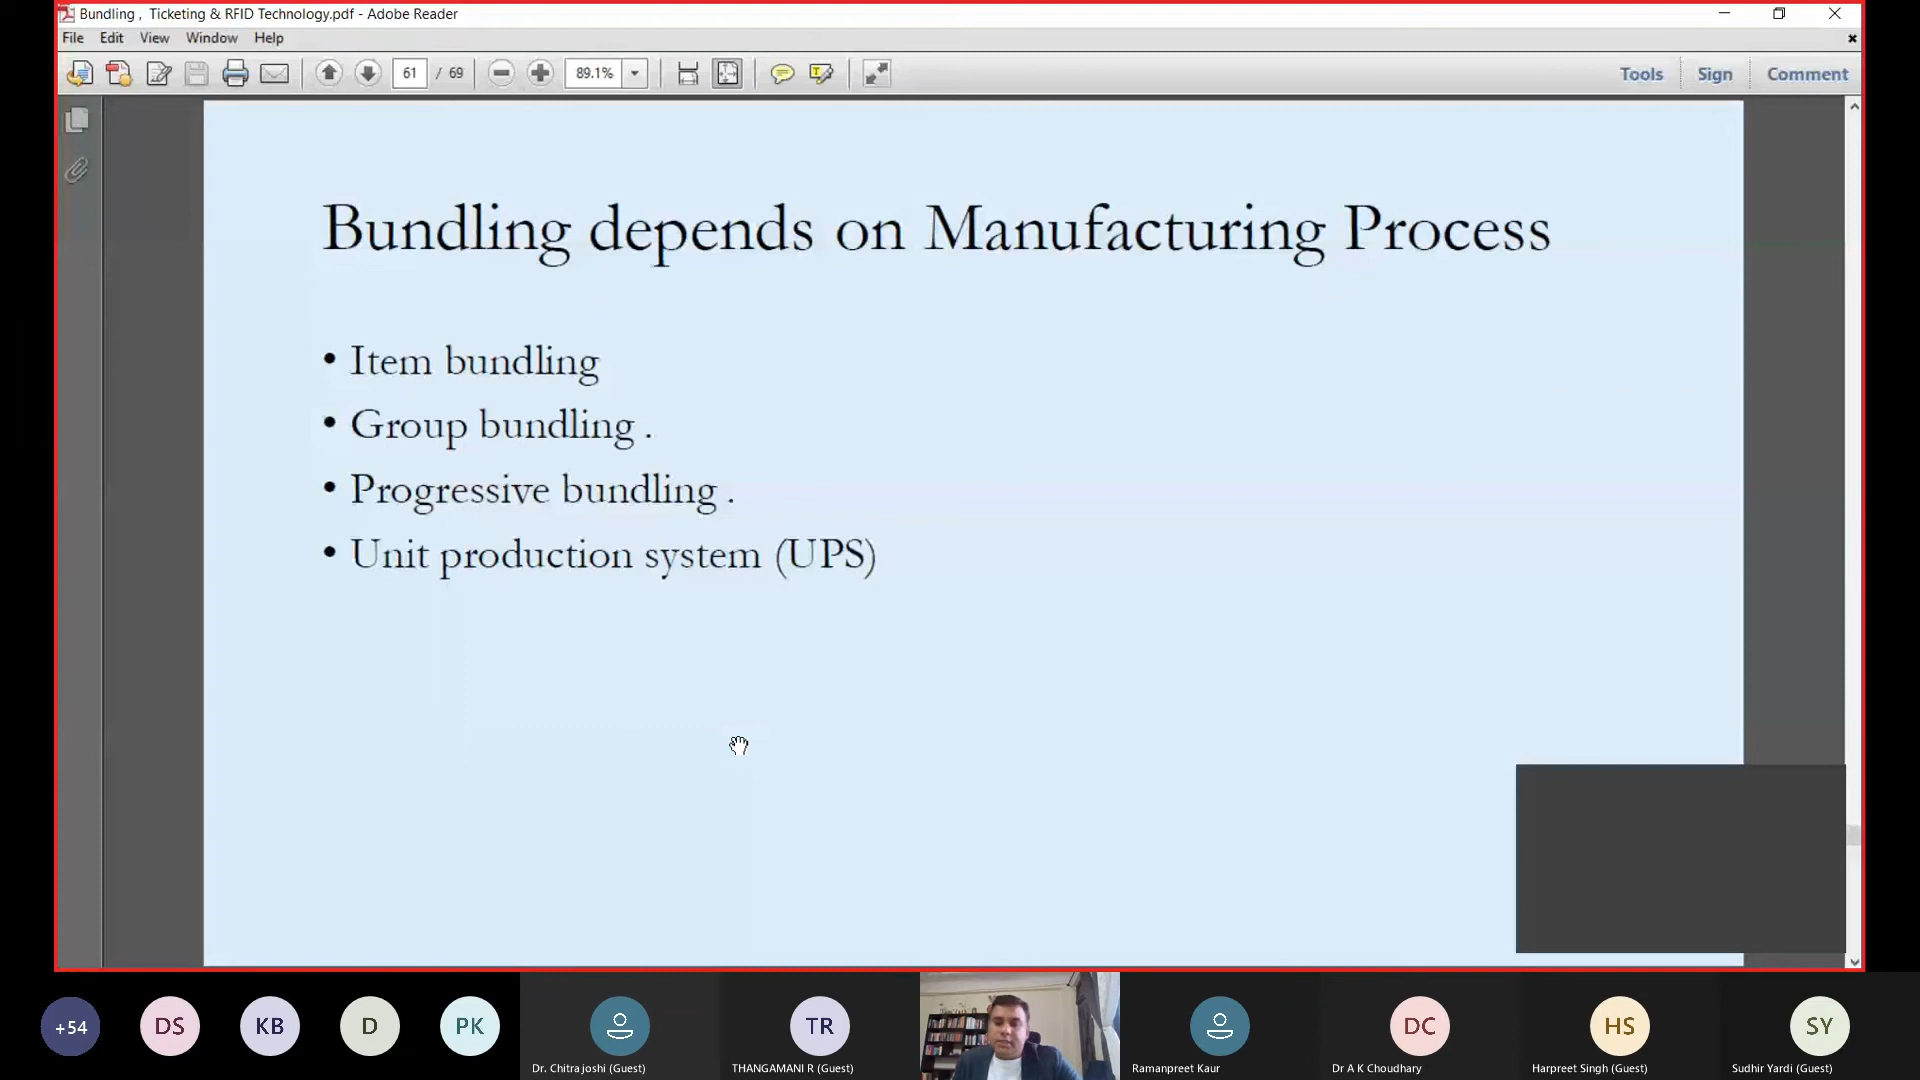 Bundling , Ticketing & RFID Technology.pdf - Adobe Reader
File Edit View Window Help
61 / 69 89.1% Tools Sign Comment
Bundling depends on Manufacturing Process
• Item bundling
• Group bundling .
• Progressive bundling .
• Unit production system (UPS)
+54 DS KB D PK TR DC HS SY
Dr. Chitra joshi (Guest) THANGAMANI R (Guest) Ramanpreet Kaur Dr A K Choudhary Harpreet Singh (Guest) Sudhir Yardi (Guest)